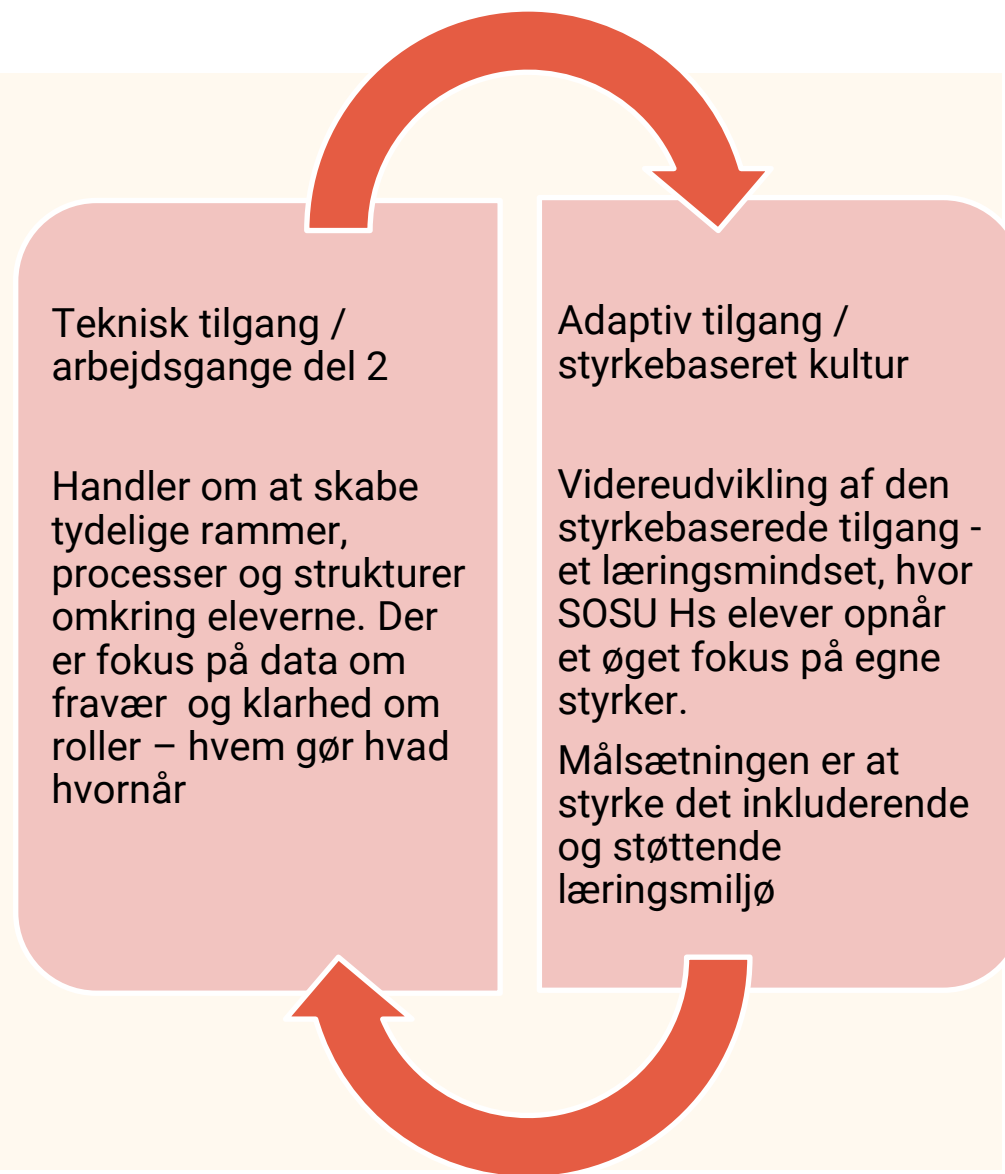 Teknisk tilgang /
arbejdsgange del 2
Handler om at skabe
tydelige rammer,
processer og strukturer
omkring eleverne. Der
er fokus på data om
fravær  og klarhed om
roller – hvem gør hvad
hvornår
Adaptiv tilgang /
styrkebaseret kultur
Videreudvikling af den
styrkebaserede tilgang -
et læringsmindset, hvor
SOSU Hs elever opnår
et øget fokus på egne
styrker.
Målsætningen er at
styrke det inkluderende
og støttende
læringsmiljø